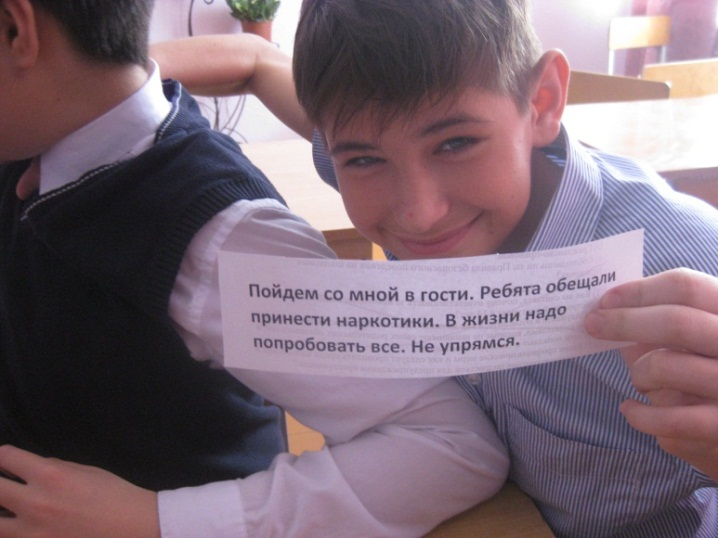 Пойдем со мной в гости. Ребята обещали
принести наркотики. В жизни надо
попробовать все. Не упрямся.